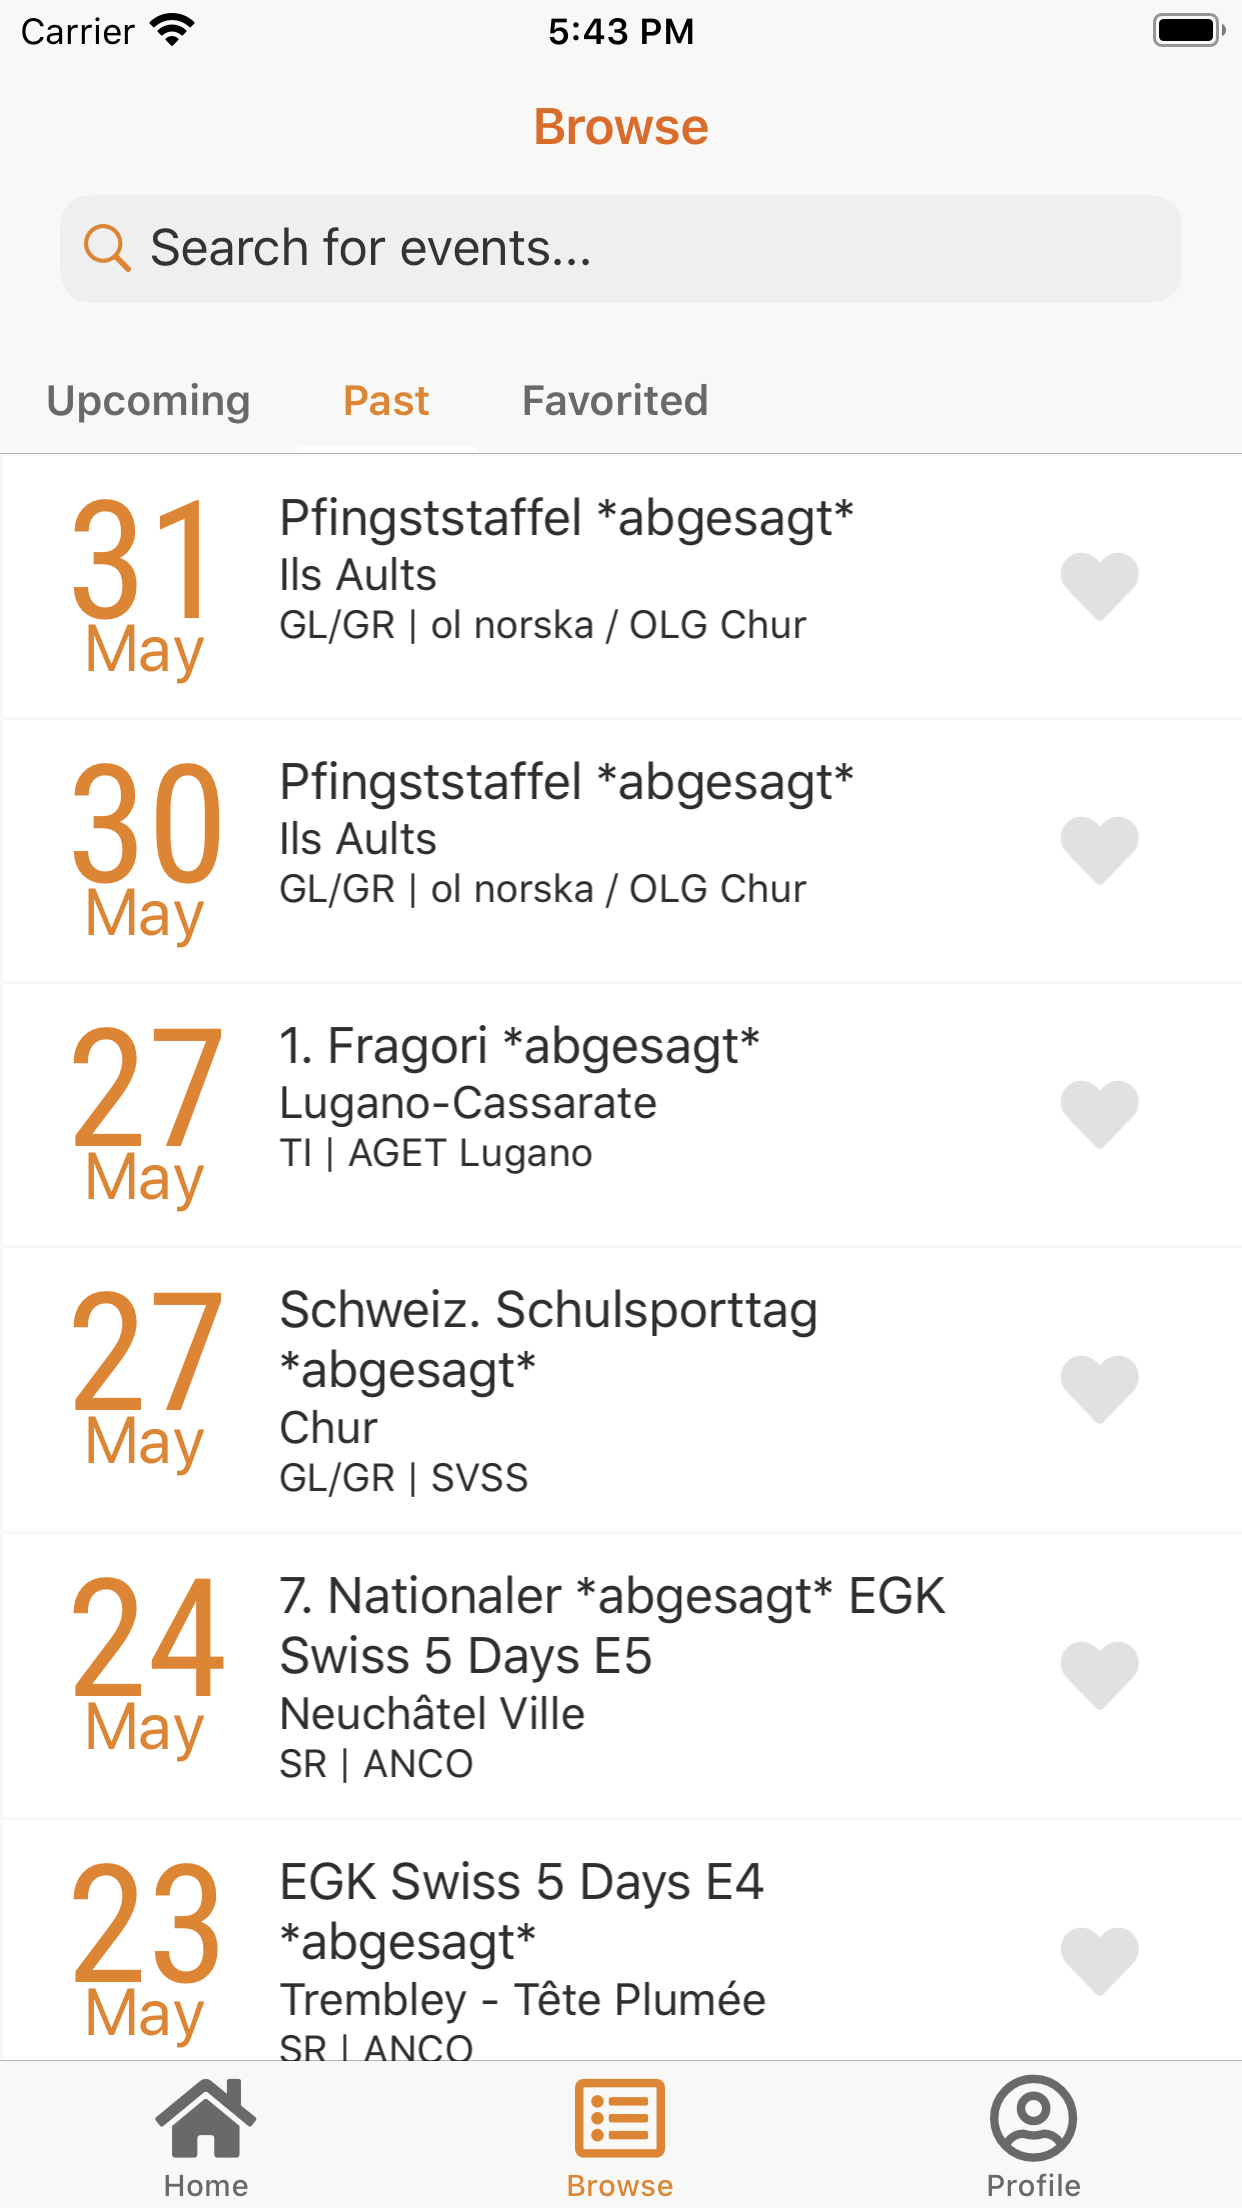 Carrier 5:43 PM
Browse
Search for events...
Upcoming Past Favorited
31
May
Pfingststaffel *abgesagt*
Ils Aults
GL/GR | ol norska / OLG Chur
30
May
Pfingststaffel *abgesagt*
Ils Aults
GL/GR | ol norska / OLG Chur
27
May
1. Fragori *abgesagt*
Lugano-Cassarate
TI | AGET Lugano
27
May
Schweiz. Schulsporttag
*abgesagt*
Chur
GL/GR | SVSS
24
May
7. Nationaler *abgesagt* EGK
Swiss 5 Days E5
Neuchâtel Ville
SR | ANCO
23
May
EGK Swiss 5 Days E4
*abgesagt*
Trembley - Tête Plumée
SR | ANCO
Home Browse Profile